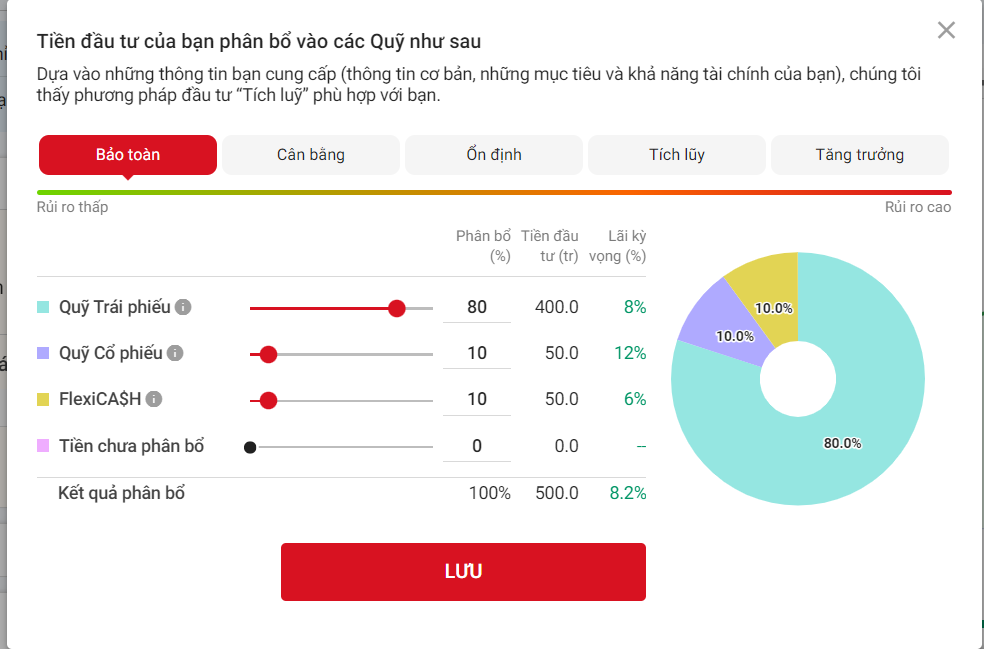 Tiền đầu tư của bạn phân bổ vào các Quỹ như sau
Dựa vào những thông tin bạn cung cấp (thông tin cơ bản, những mục tiêu và khả năng tài chính của bạn), chúng tôi
thấy phương pháp đầu tư “Tích luỹ” phù hợp với bạn.
Bảo toàn Cân bằng Ổn định Tích lũy Tăng trưởng
Rủi ro thấp Rủi ro cao
Phân bổ Tiền đầu Lãi kỳ
(%) tư (tr) vọng (%)
Quỹ Trái phiếu 80 400.0 8%
Quỹ Cổ phiếu 10 50.0 12%
FlexiCA$H 10 50.0 6%
Tiền chưa phân bổ 0 0.0 --
Kết quả phân bổ 100% 500.0 8.2%
10.0%
10.0%
80.0%
LƯU